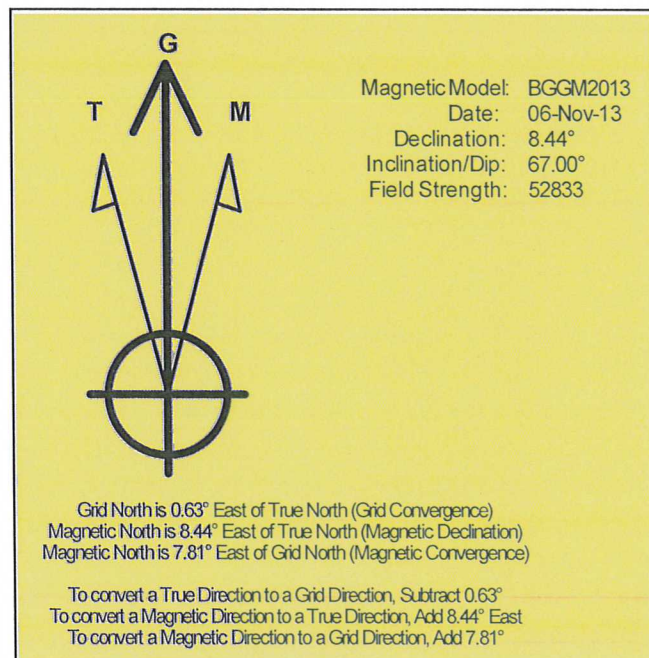 G
T
M
Magnetic Model: BGGM2013
Date: 06-Nov-13
Declination: 8.44°
Inclination/Dip: 67.00°
Field Strength: 52833
Grid North is 0.63° East of True North (Grid Convergence)
Magnetic North is 8.44° East of True North (Magnetic Declination)
Magnetic North is 7.81° East of Grid North (Magnetic Convergence)
To convert a True Direction to a Grid Direction, Subtract 0.63°
To convert a Magnetic Direction to a True Direction, Add 8.44° East
To convert a Magnetic Direction to a Grid Direction, Add 7.81°